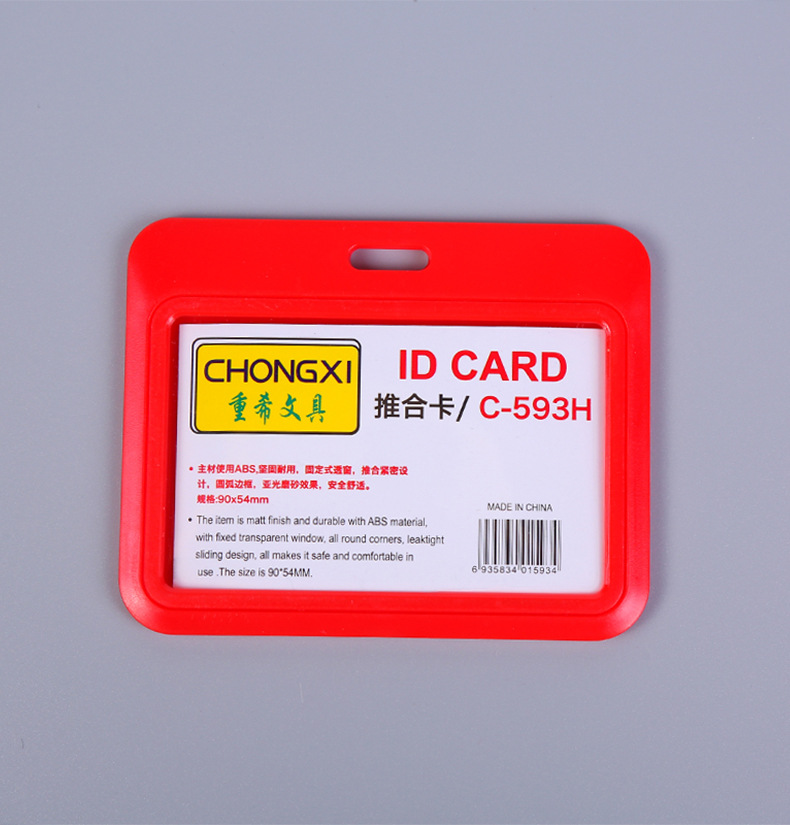 CHONGXI
重希文具
ID CARD
推合卡/ C-593H
• 主材使用ABS,坚固耐用，固定式透窗，推合紧密设
计，圆弧边框，亚光磨砂效果，安全舒适。
规格:90x54mm
• The item is matt finish and durable with ABS material,
with fixed transparent window, all round corners, leaktight
sliding design, all makes it safe and comfortable in
use .The size is 90*54MM.
MADE IN CHINA
6 935834 015934